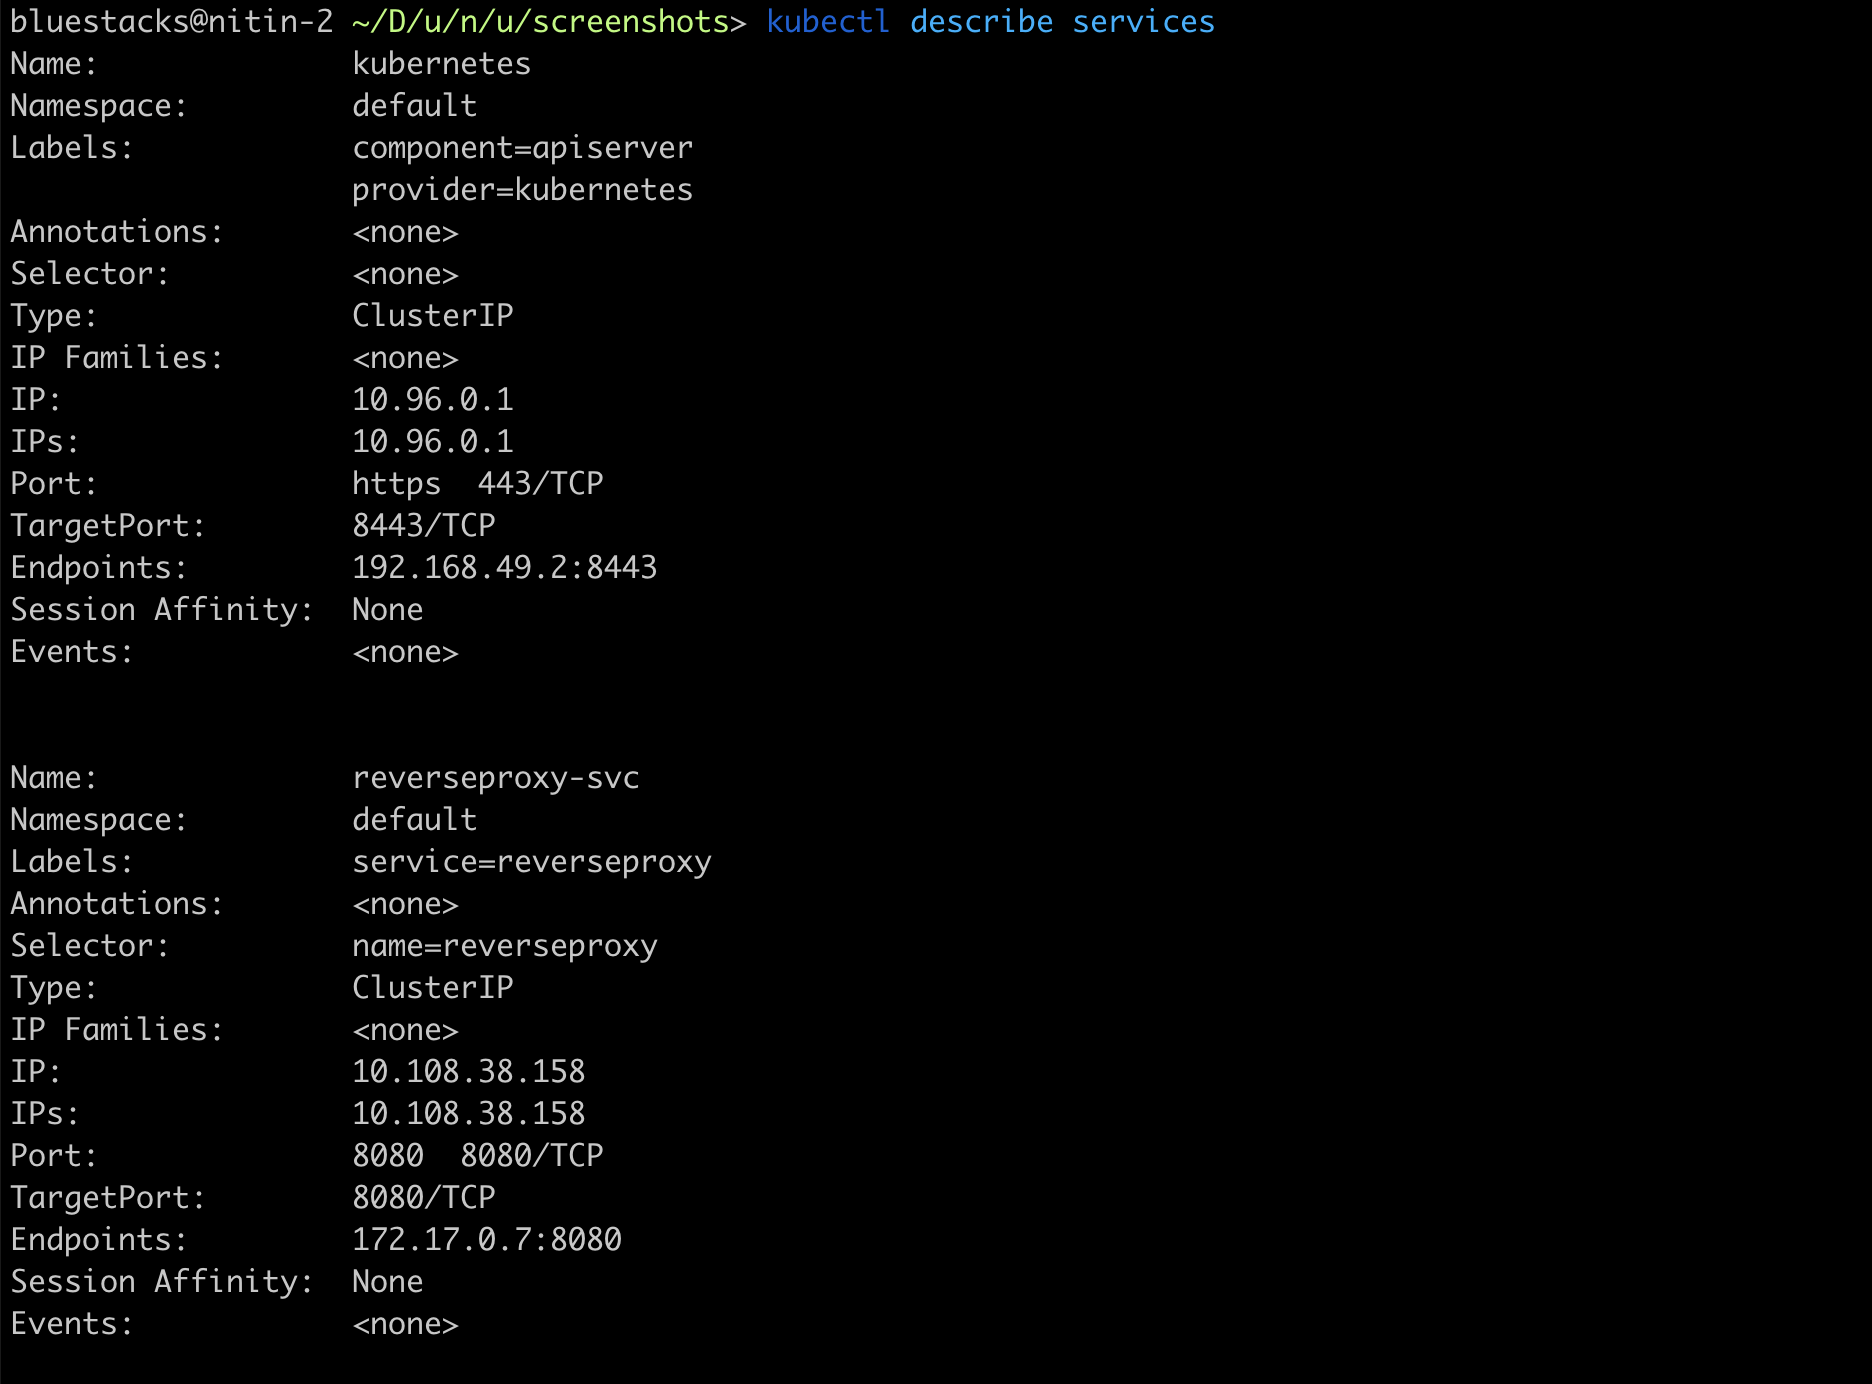 bluestacks@nitin-2 ~/D/u/n/u/screenshots> kubectl describe services
Name:              kubernetes
Namespace:         default
Labels:            component=apiserver
                   provider=kubernetes
Annotations:       <none>
Selector:          <none>
Type:              ClusterIP
IP Families:       <none>
IP:                10.96.0.1
IPs:               10.96.0.1
Port:              https  443/TCP
TargetPort:        8443/TCP
Endpoints:         192.168.49.2:8443
Session Affinity:  None
Events:            <none>
Name:              reverseproxy-svc
Namespace:         default
Labels:            service=reverseproxy
Annotations:       <none>
Selector:          name=reverseproxy
Type:              ClusterIP
IP Families:       <none>
IP:                10.108.38.158
IPs:               10.108.38.158
Port:              8080  8080/TCP
TargetPort:        8080/TCP
Endpoints:         172.17.0.7:8080
Session Affinity:  None
Events:            <none>